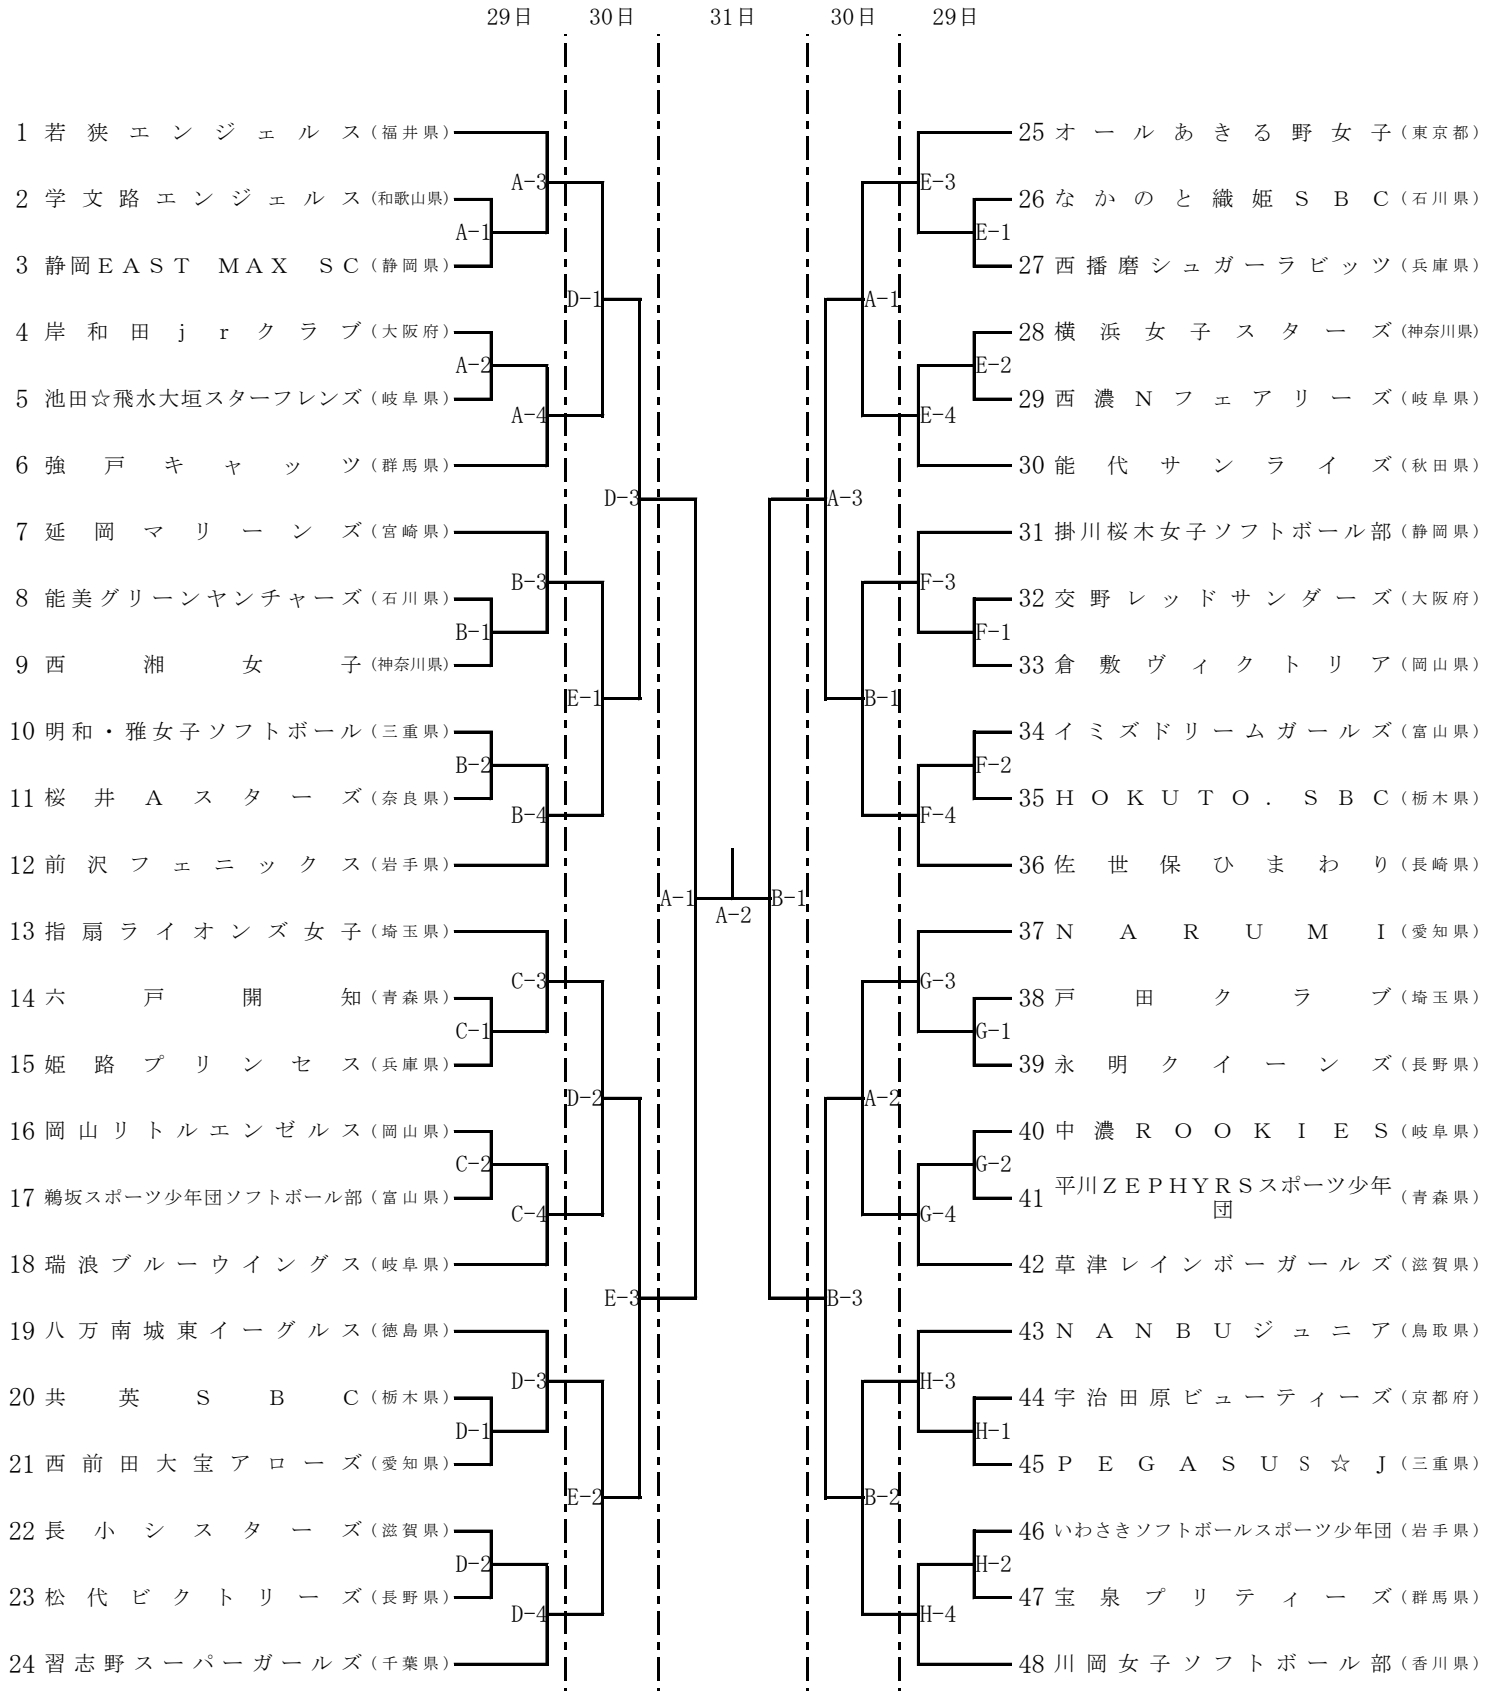 29日 30日 31日 30日 29日
1 若狭エンジェルス（福井県）
2 学文路エンジェルス（和歌山県）
3 静岡EAST MAX SC（静岡県）
4 岸和田jrクラブ（大阪府）
5 池田☆飛水大垣スターフレンズ（岐阜県）
6 強戸キャッツ（群馬県）
7 延岡マリーンズ（宮崎県）
8 能美グリーンヤンチャーズ（石川県）
9 西湘女子（神奈川県）
10 明和・雅女子ソフトボール（三重県）
11 桜井Aスターズ（奈良県）
12 前沢フェニックス（岩手県）
13 指扇ライオンズ女子（埼玉県）
14 六戸開知（青森県）
15 姫路プリンセス（兵庫県）
16 岡山リトルエンゼルス（岡山県）
17 鵜坂スポーツ少年団ソフトボール部（富山県）
18 瑞浪ブルーウイングス（岐阜県）
19 八万南城東イーグルス（徳島県）
20 共英SBC（栃木県）
21 西前田大宝アローズ（愛知県）
22 長小シスターズ（滋賀県）
23 松代ビクトリーズ（長野県）
24 習志野スーパーガールズ（千葉県）
A-3
A-1
A-2
A-4
B-3
B-1
B-2
B-4
C-3
C-1
C-2
C-4
D-3
D-1
D-2
D-4
D-1
E-1
D-2
E-2
D-3
E-3
A-1
A-2
B-1
A-3
B-3
A-1
B-1
A-2
B-2
E-3
E-1
E-2
E-4
F-3
F-1
F-2
F-4
G-3
G-1
G-2
G-4
H-3
H-1
H-2
H-4
25 オールあきる野女子（東京都）
26 なかのと織姫SBC（石川県）
27 西播磨シュガーラビッツ（兵庫県）
28 横浜女子スターズ（神奈川県）
29 西濃Nフェアリーズ（岐阜県）
30 能代サンライズ（秋田県）
31 掛川桜木女子ソフトボール部（静岡県）
32 交野レッドサンダーズ（大阪府）
33 倉敷ヴィクトリア（岡山県）
34 イミズドリームガールズ（富山県）
35 HOKUTO．SBC（栃木県）
36 佐世保ひまわり（長崎県）
37 NARUMI（愛知県）
38 戸田クラブ（埼玉県）
39 永明クイーンズ（長野県）
40 中濃ROOKIES（岐阜県）
41 平川ZEPHYRSスポーツ少年
団（青森県）
42 草津レインボーガールズ（滋賀県）
43 NANBUジュニア（鳥取県）
44 宇治田原ビューティーズ（京都府）
45 PEGASUS☆J（三重県）
46 いわさきソフトボールスポーツ少年団（岩手県）
47 宝泉プリティーズ（群馬県）
48 川岡女子ソフトボール部（香川県）